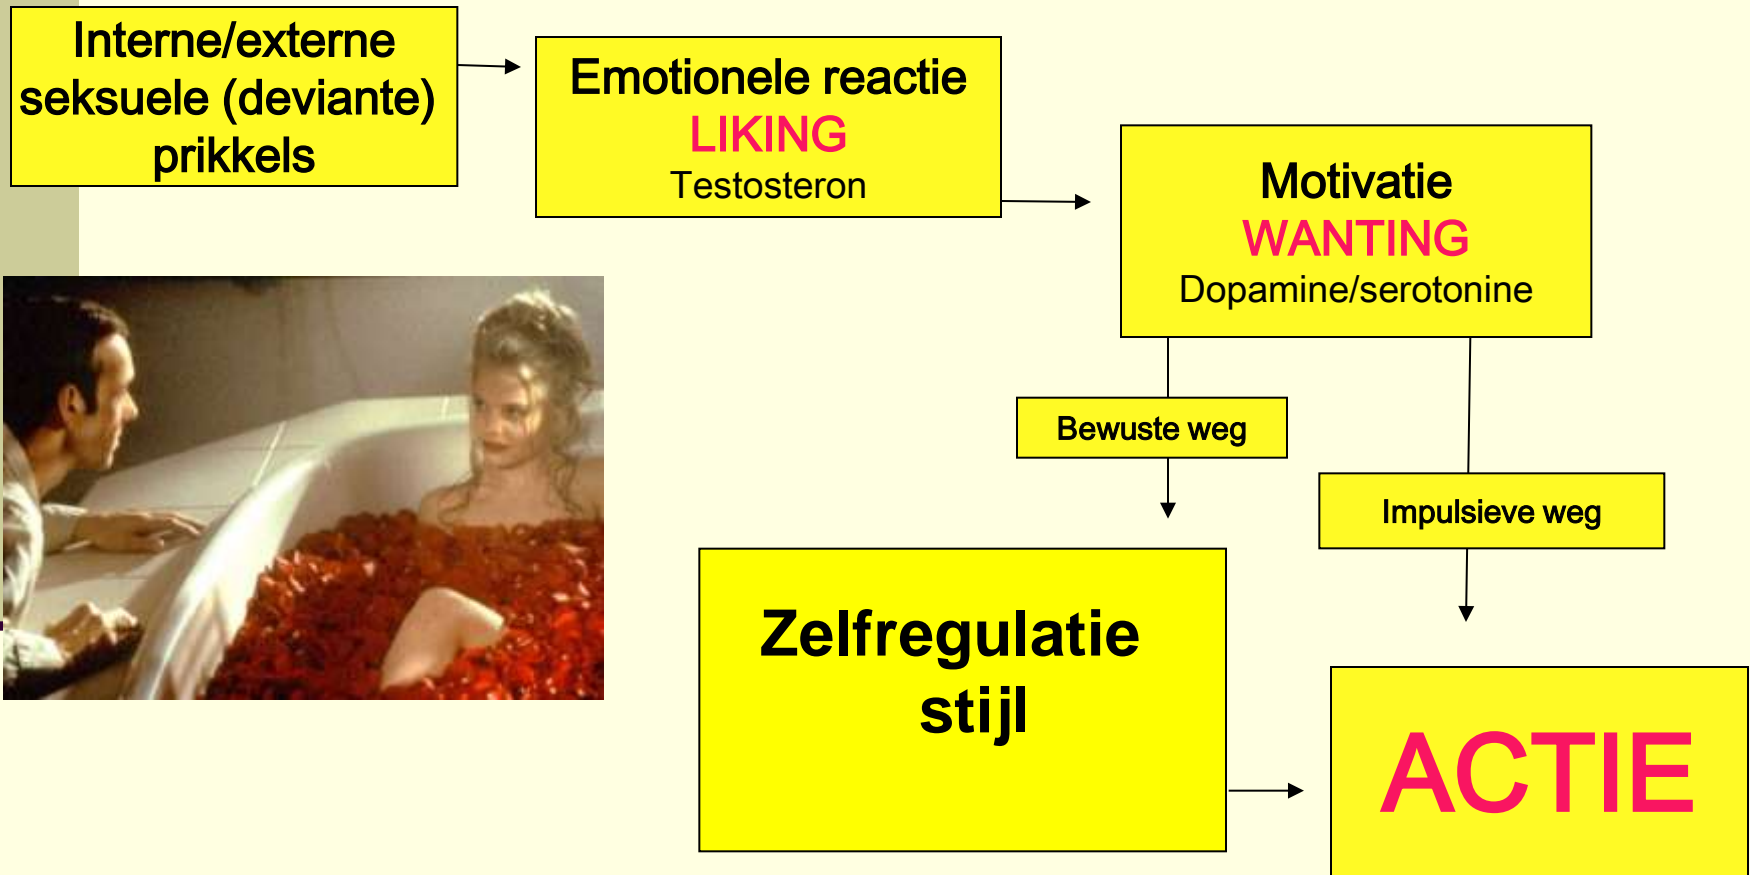 Interne/externe
seksuele (deviante)
prikkels
Emotionele reactie
LIKING
Testosteron
Motivatie
WANTING
Dopamine/serotonine
Bewuste weg
Impulsieve weg
Zelfregulatie
stijl
ACTIE